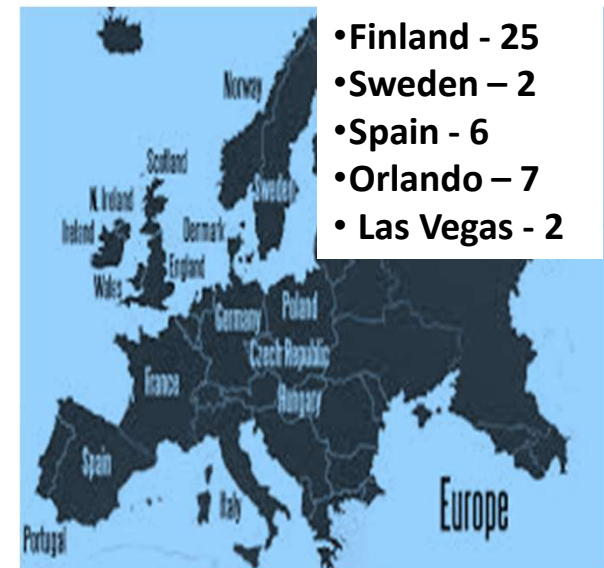 •Finland - 25
•Sweden – 2
•Spain - 6
•Orlando – 7
• Las Vegas - 2
Norway
Scotland
Sweden
N. Ireland
Ireland
Denmark
England
Wales
Germany
Poland
Czech Republic
France
Hungary
Spain
Italy
Europe
Portugal